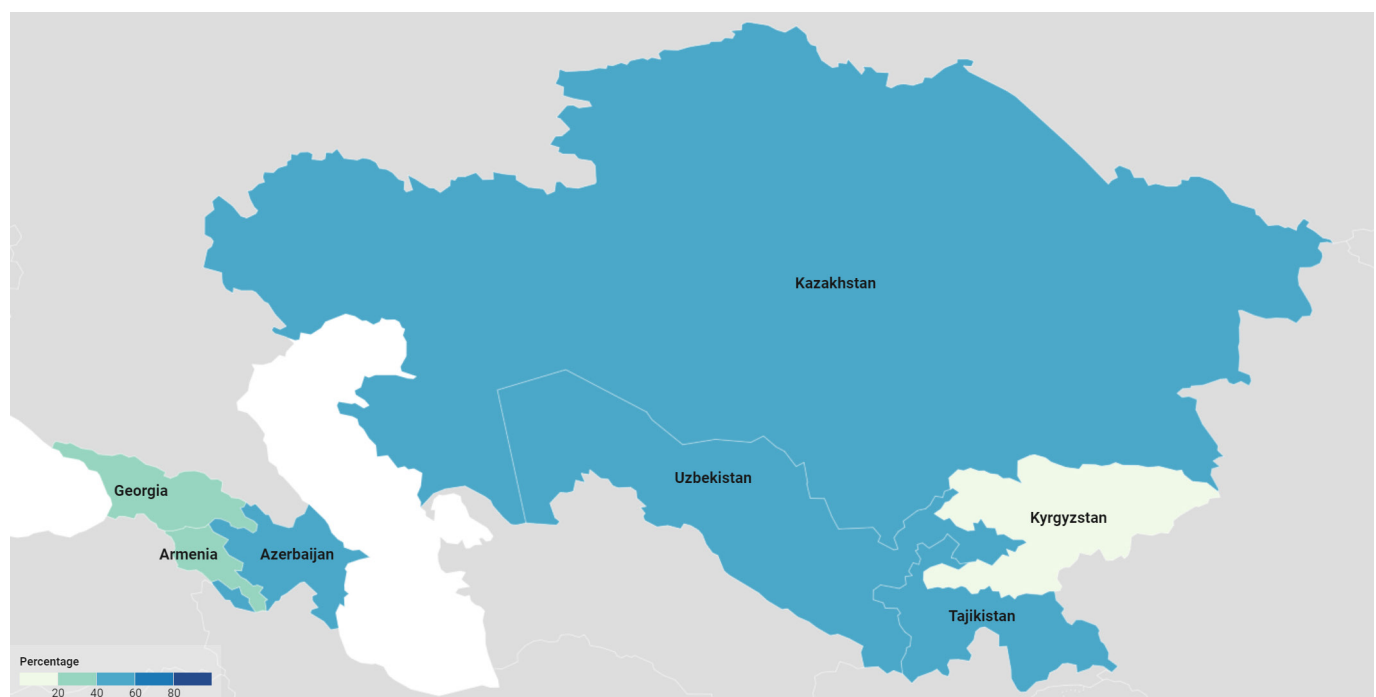 Kazakhstan
Uzbekistan
Georgia
Kyrgyzstan
Armenia
Azerbaijan
Tajikistan
Percentage
20 40 60 80